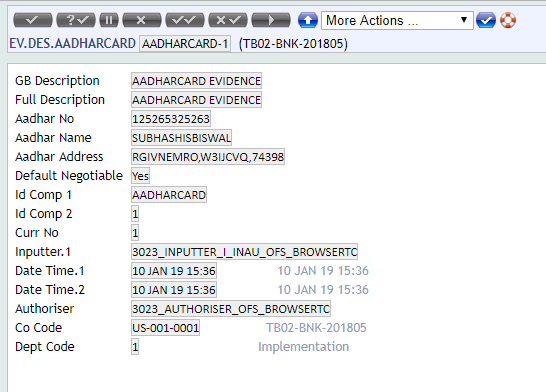 More Actions ...
EV.DES.AADHARCARD AADHARCARD-1 (TB02-BNK-201805)
GB Description AADHARCARD EVIDENCE
Full Description AADHARCARD EVIDENCE
Aadhar No 125265325263
Aadhar Name SUBHASHISBISWAL
Aadhar Address RGIVNEMRO,W3IJCVQ,74398
Default Negotiable Yes
Id Comp 1 AADHARCARD
Id Comp 2 1
Curr No 1
Inputter.1 3023_INPUTTER_I_INAU_OFS_BROWSERTC
Date Time.1 10 JAN 19 15:36 10 JAN 19 15:36
Date Time.2 10 JAN 19 15:36 10 JAN 19 15:36
Authoriser 3023_AUTHORISER_OFS_BROWSERTC
Co Code US-001-0001 TB02-BNK-201805
Dept Code 1 Implementation